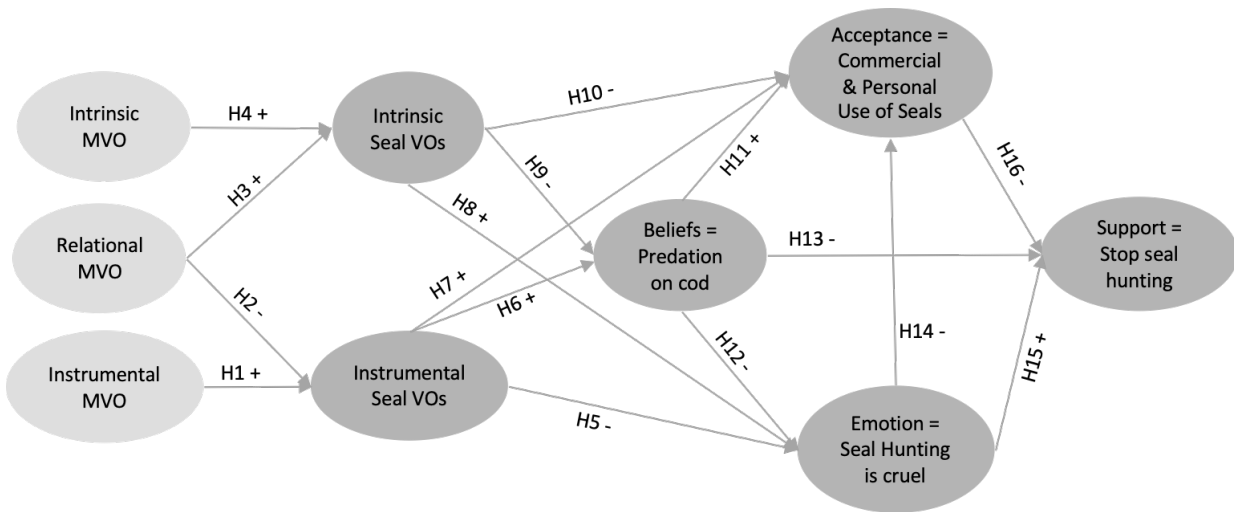 Intrinsic
MVO
Relational
MVO
Instrumental
MVO
H4 +
H3 +
H2 -
H1 +
Intrinsic
Seal VOs
Instrumental
Seal VOs
H10 -
H9 -
H8 +
H7 +
H6 +
H5 -
Beliefs =
Predation
on cod
Acceptance =
Commercial
& Personal
Use of Seals
H11 +
H13 -
H12 -
H14 -
Emotion =
Seal Hunting
is cruel
H16 -
H15 +
Support =
Stop seal
hunting